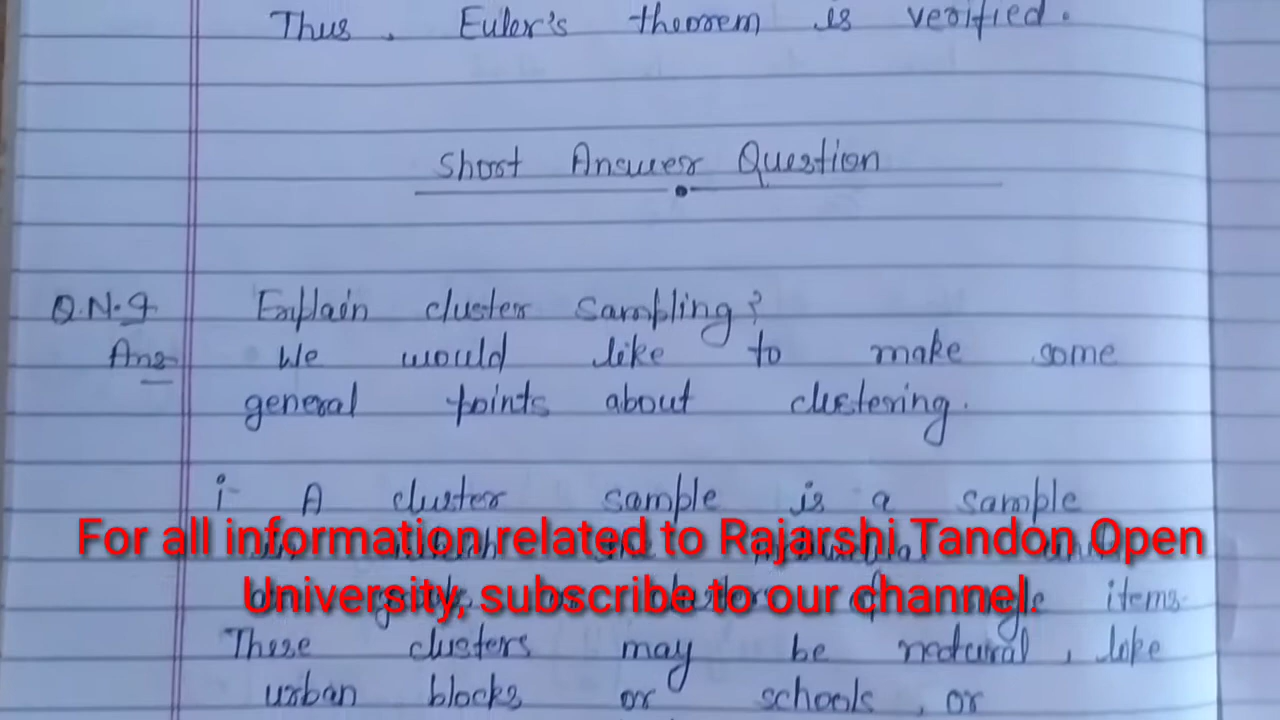 Thus, Euler's theorem is verified.
Short Answer Question
Q.N.9 Explain cluster sampling?
Ans We would like to make some
general points about clustering.
i- A cluster sample is a sample
For all information related to Rajarshi Tandon Open
University, subscribe to our channel.
items
These clusters may be natural, like
urban blocks or schools, or